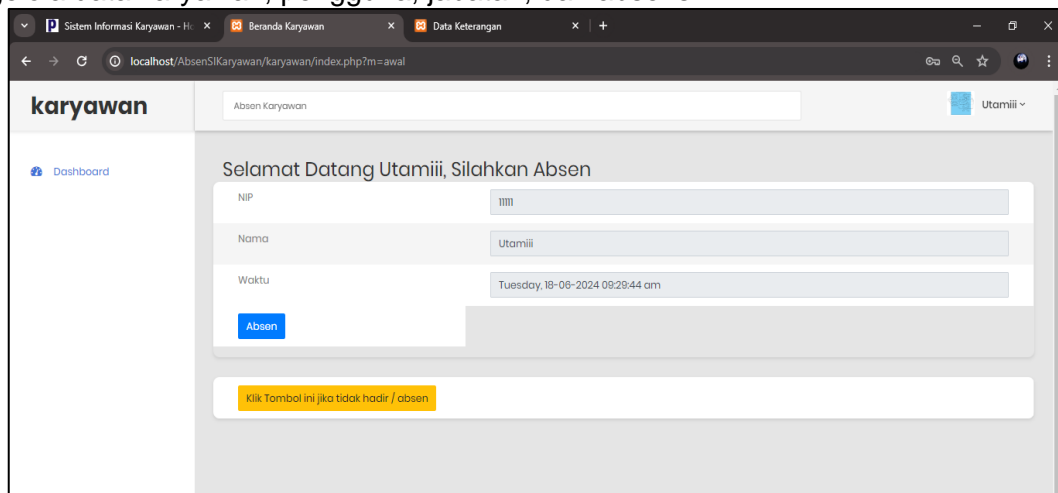 Sistem Informasi Karyawan - Ho
Beranda Karyawan
Data Keterangan
localhost/AbsenSIKaryawan/karyawan/index.php?m=awal
karyawan
Absen Karyawan
Utamiii
Dashboard
Selamat Datang Utamiii, Silahkan Absen
NIP
11111
Nama
Utamiii
Waktu
Tuesday, 18-06-2024 09:29:44 am
Absen
Klik Tombol ini jika tidak hadir / absen